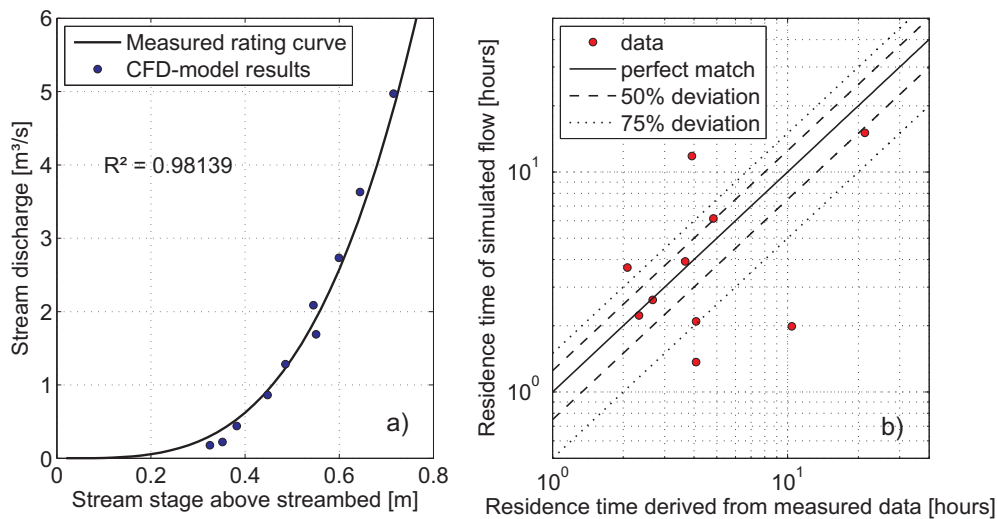 6
5
4
3
2
1
0
Stream discharge [m³/s]
Measured rating curve
CFD-model results
R² = 0.98139
a)
0
0.2
0.4
0.6
0.8
Stream stage above streambed [m]
Residence time of simulated flow [hours]
10¹
10⁰
data
perfect match
50% deviation
75% deviation
b)
10⁰
10¹
Residence time derived from measured data [hours]